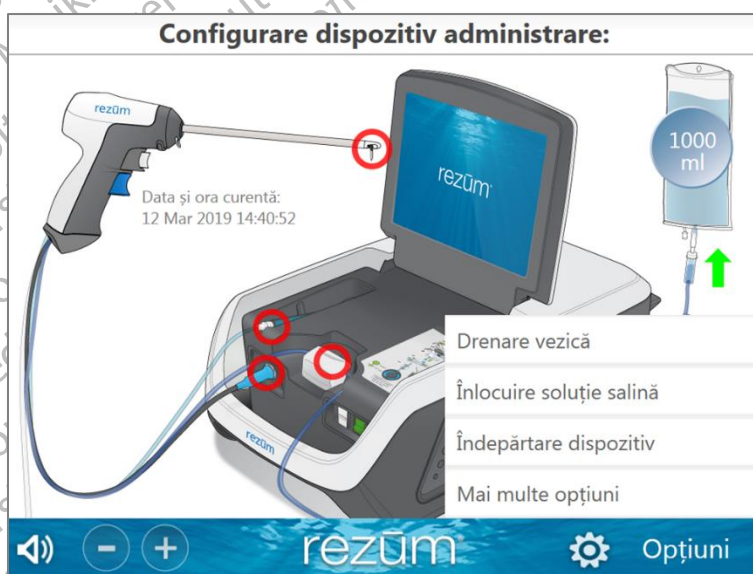 Configurare dispozitiv administrare:
rezūm
1000
ml
rezūm
Data și ora curentă:
12 Mar 2019 14:40:52
Drenare vezică
Înlocuire soluție salină
Îndepărtare dispozitiv
rezūm
Mai multe opțiuni
rezūm
Opțiuni